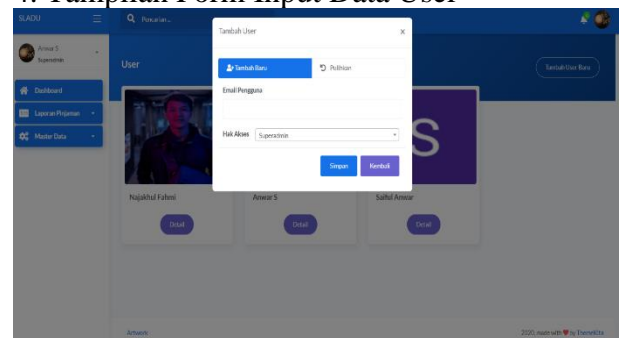 4. Tampilan Form Input Data User
SLADU
Pencarian...
Tambah User
×
Anwar S
Superadmin
User
Tambah Baru
Pulihkan
Tambah User Baru
Email Pengguna
Dashboard
Laporan Pinjaman
Master Data
Hak Akses
Superadmin
S
Simpan
Kembali
Najakhul Fahmi
Anwar S
Saiful Anwar
Detail
Detail
Detail
2020, made with ❤ by ThemeKita